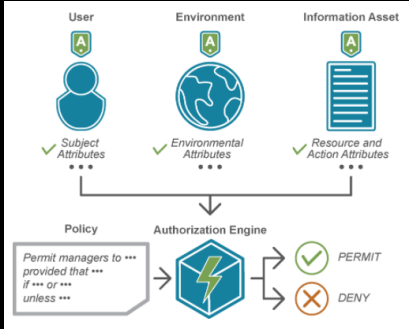 User Environment Information Asset
A A A
Subject Attributes
Environmental Attributes
Resource and Action Attributes
Policy
Authorization Engine
Permit managers to •••
provided that •••
if ••• or •••
unless •••
PERMIT
DENY